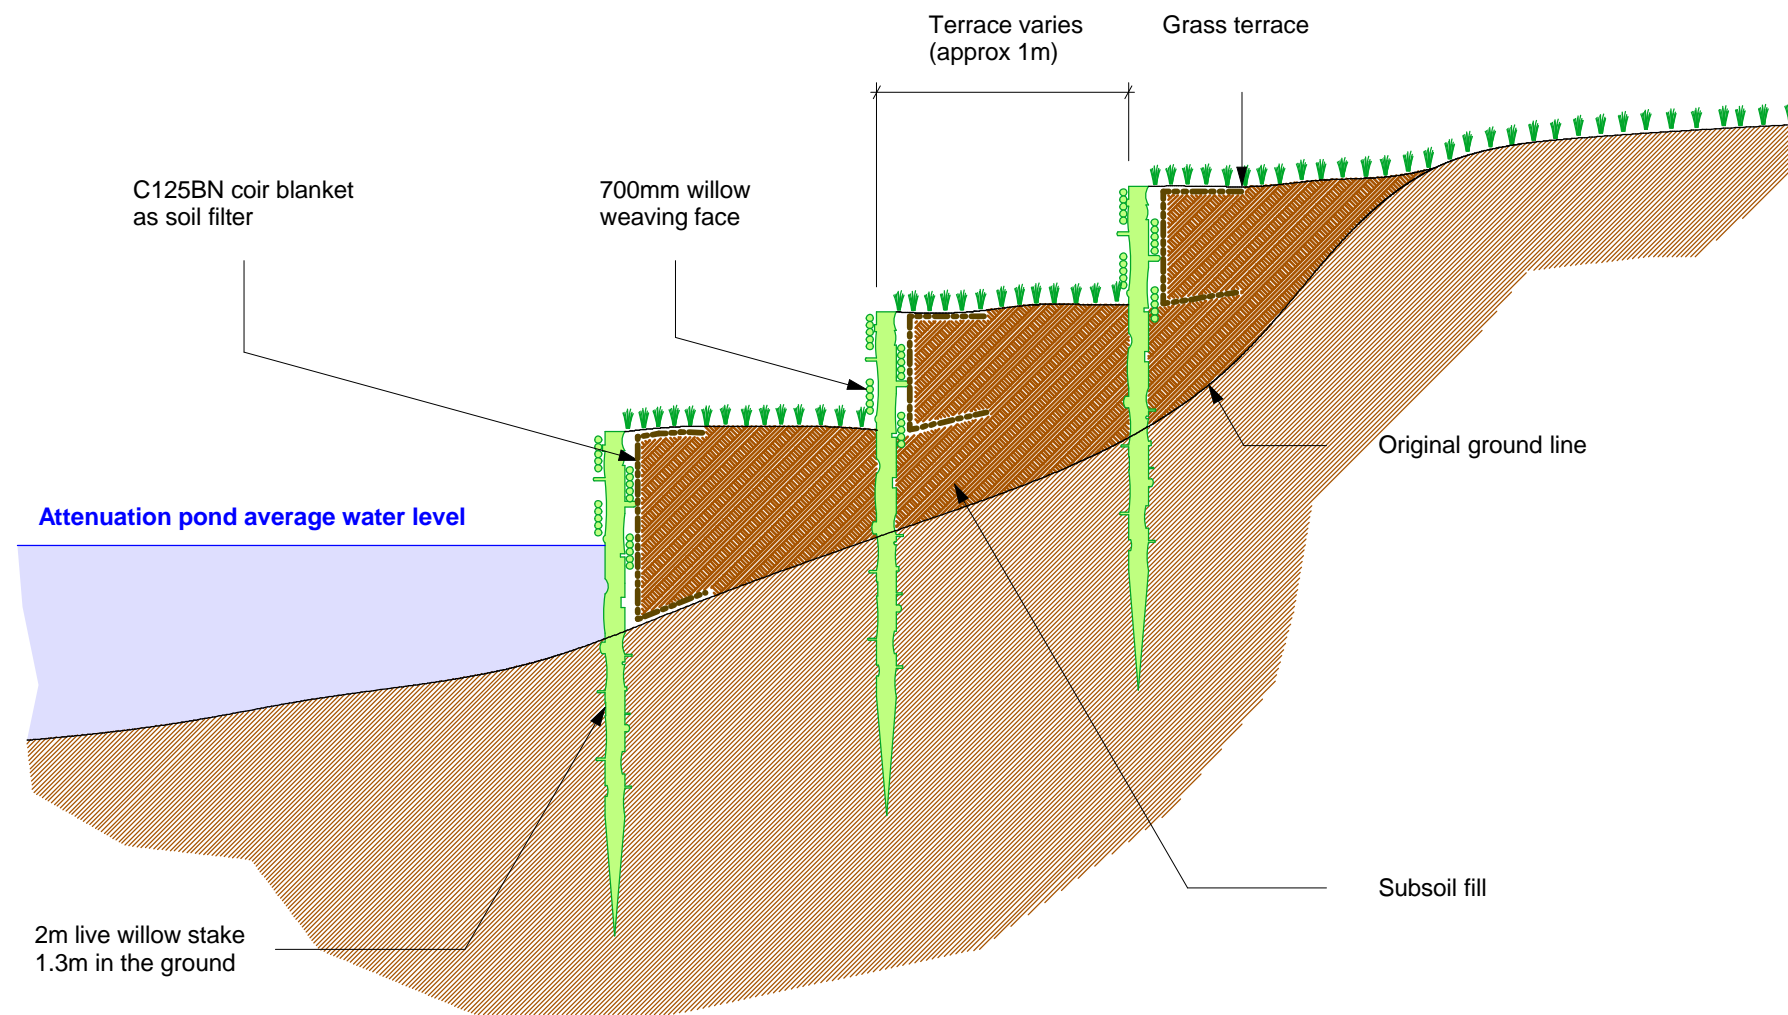 Terrace varies
(approx 1m)
Grass terrace
C125BN coir blanket
as soil filter
700mm willow
weaving face
Original ground line
Attenuation pond average water level
Subsoil fill
2m live willow stake
1.3m in the ground